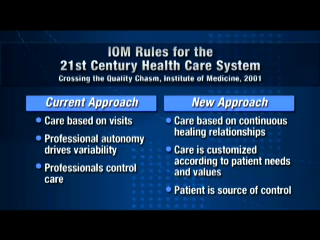 IOM Rules for the
21st Century Health Care System
Crossing the Quality Chasm, Institute of Medicine, 2001
Current Approach
• Care based on visits
• Professional autonomy
drives variability
• Professionals control
care
New Approach
• Care based on continuous
healing relationships
• Care is customized
according to patient needs
and values
• Patient is source of control